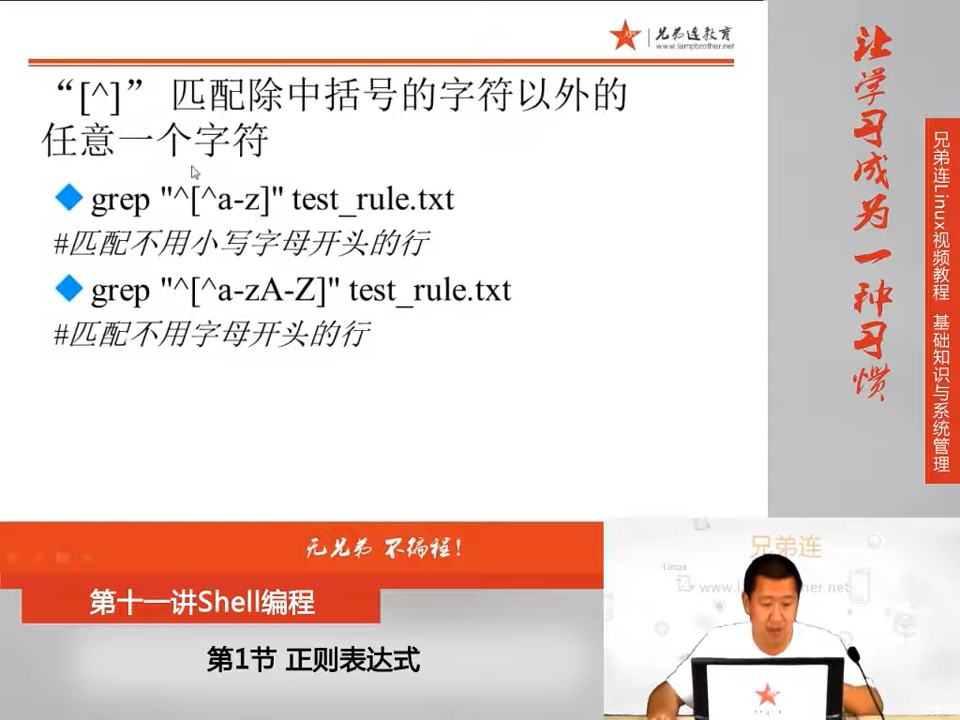 兄弟连教育
www.lampbrother.net
“[^]” 匹配除中括号的字符以外的
任意一个字符
grep "^[^a-z]" test_rule.txt
#匹配不用小写字母开头的行
grep "^[^a-zA-Z]" test_rule.txt
#匹配不用字母开头的行
让学习成为一种习惯
兄弟连Linux视频教程 基础知识与系统管理
无兄弟 不编程!
第十一讲Shell编程
第1节 正则表达式
兄弟连
Linux